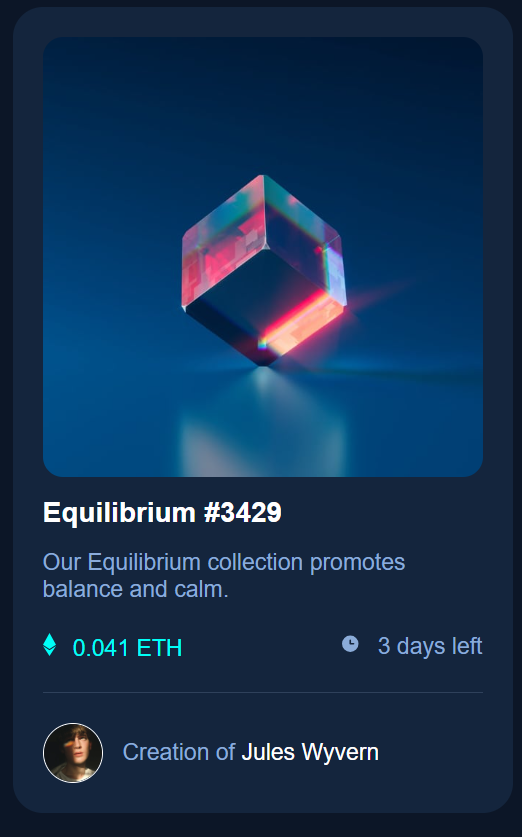 Equilibrium #3429
Our Equilibrium collection promotes
balance and calm.
0.041 ETH
3 days left
Creation of Jules Wyvern